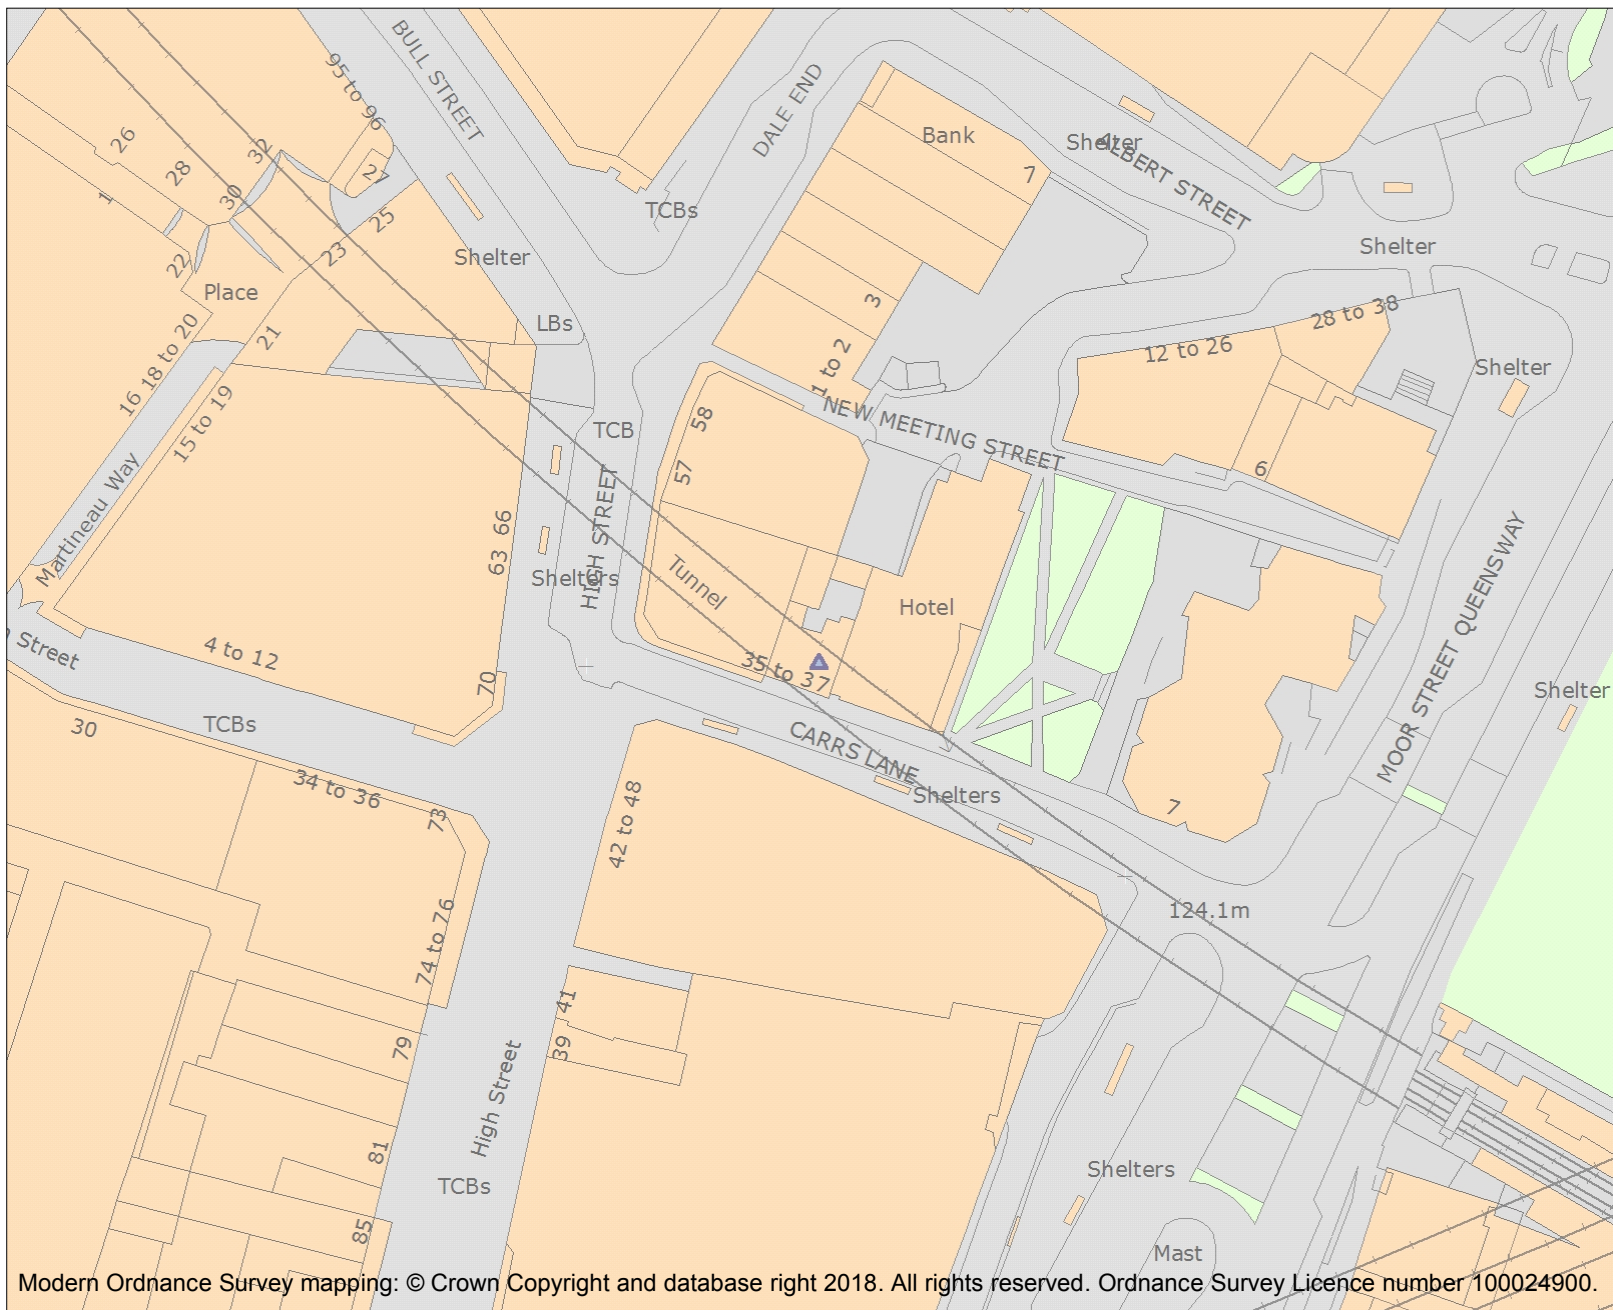 BULL STREET
95 to 96
DALE END
26
28
32
27
30
1
25
23
22
Place
21
Shelter
TCBs
Bank
7
Shelter
ALBERT STREET
Shelter
LBs
3
1 to 2
28 to 38
12 to 26
Shelter
16 18 to 20
15 to 19
Martineau Way
TCB
58
57
NEW MEETING STREET
6
66
63
HIGH STREET
Shelters
Tunnel
Hotel
MOOR STREET QUEENSWAY
Street
4 to 12
70
35 to 37
Shelter
30
TCBs
CARRS LANE
Shelters
34 to 36
73
42 to 48
7
124.1m
74 to 76
41
39
79
High Street
81
TCBs
Shelters
85
Mast
Modern Ordnance Survey mapping: © Crown Copyright and database right 2018. All rights reserved. Ordnance Survey Licence number 100024900.